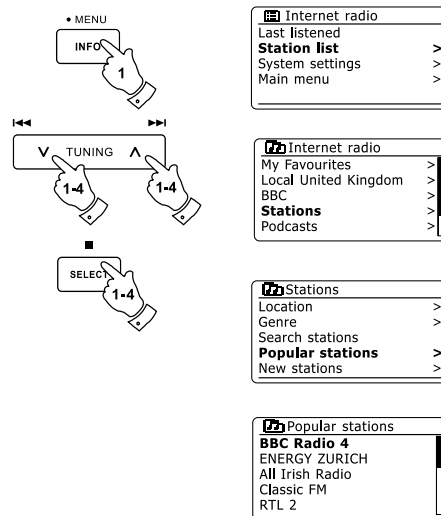 • MENU
INFO
1
TUNING
1-4
1-4
SELECT
1-4
Internet radio
Last listened
Station list >
System settings >
Main menu >
Internet radio
My Favourites >
Local United Kingdom >
BBC >
Stations >
Podcasts >
Stations
Location >
Genre >
Search stations
Popular stations >
New stations >
Popular stations
BBC Radio 4
ENERGY ZURICH
All Irish Radio
Classic FM
RTL 2